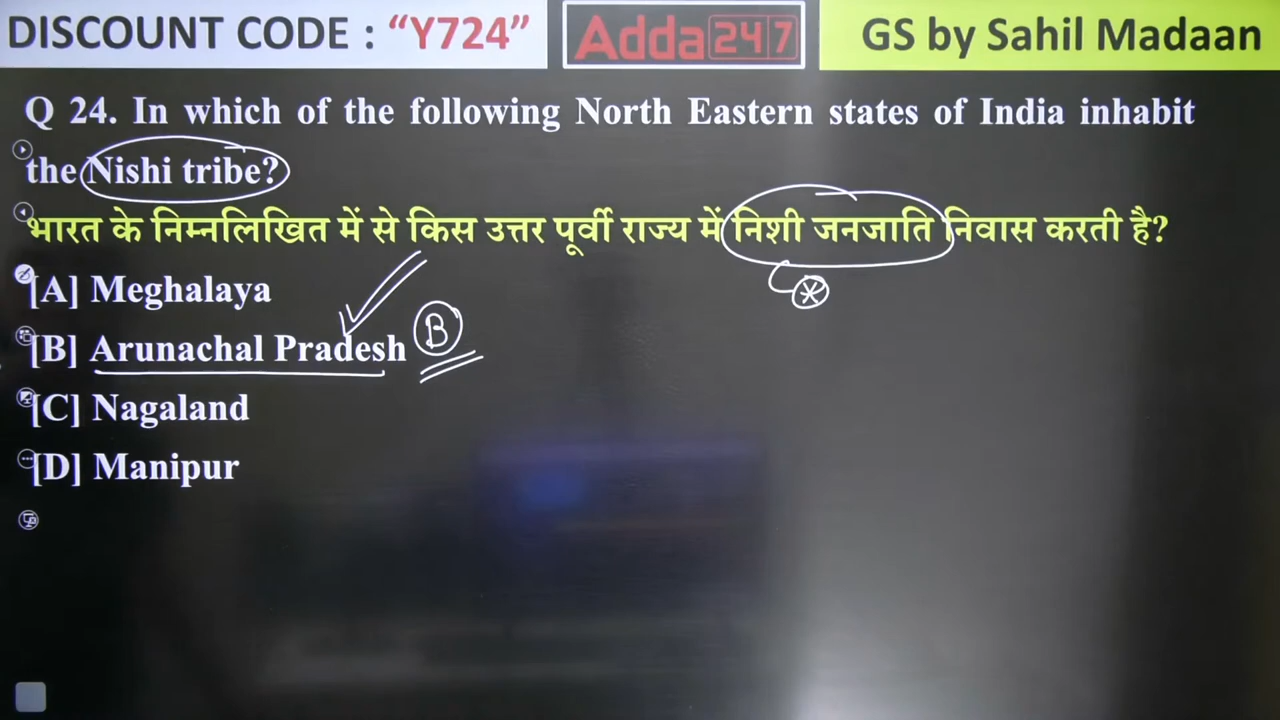 DISCOUNT CODE : “Y724”
Adda247
GS by Sahil Madaan
Q 24. In which of the following North Eastern states of India inhabit
the Nishi tribe?
भारत के निम्नलिखित में से किस उत्तर पूर्वी राज्य में निशी जनजाति निवास करती है?
[A] Meghalaya
[B] Arunachal Pradesh B
[C] Nagaland
[D] Manipur